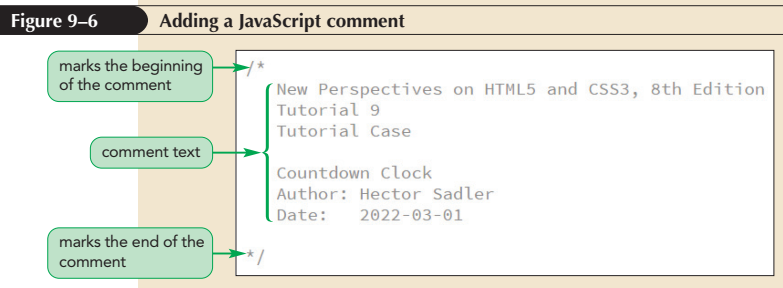 Figure 9–6 Adding a JavaScript comment
marks the beginning
of the comment
/*
New Perspectives on HTML5 and CSS3, 8th Edition
Tutorial 9
Tutorial Case
comment text
Countdown Clock
Author: Hector Sadler
Date:   2022-03-01
marks the end of the
comment
*/